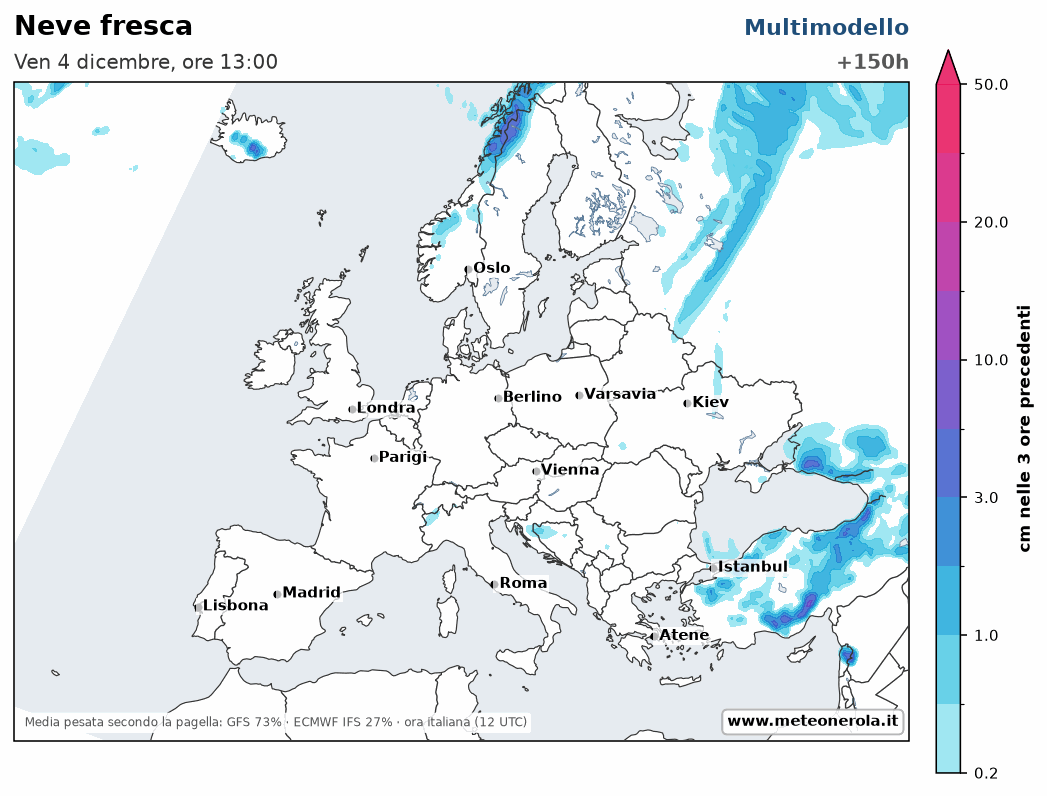 Neve fresca
Multimodello
Ven 4 dicembre, ore 13:00
+150h
50.0
20.0
10.0
3.0
1.0
0.2
cm nelle 3 ore precedenti
Oslo
Berlino
Varsavia
Kiev
Londra
Parigi
Vienna
Istanbul
Roma
Madrid
Lisbona
Atene
Media pesata secondo la pagella: GFS 73% · ECMWF IFS 27% · ora italiana (12 UTC)
www.meteonerola.it